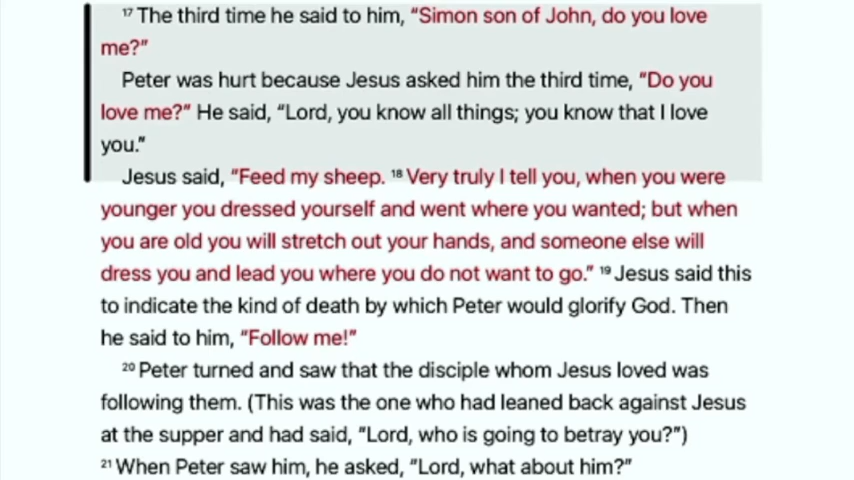 17 The third time he said to him, “Simon son of John, do you love
me?”
Peter was hurt because Jesus asked him the third time, “Do you
love me?” He said, “Lord, you know all things; you know that I love
you.”
Jesus said, “Feed my sheep. 18 Very truly I tell you, when you were
younger you dressed yourself and went where you wanted; but when
you are old you will stretch out your hands, and someone else will
dress you and lead you where you do not want to go.” 19 Jesus said this
to indicate the kind of death by which Peter would glorify God. Then
he said to him, “Follow me!”
20 Peter turned and saw that the disciple whom Jesus loved was
following them. (This was the one who had leaned back against Jesus
at the supper and had said, “Lord, who is going to betray you?”)
21 When Peter saw him, he asked, “Lord, what about him?”